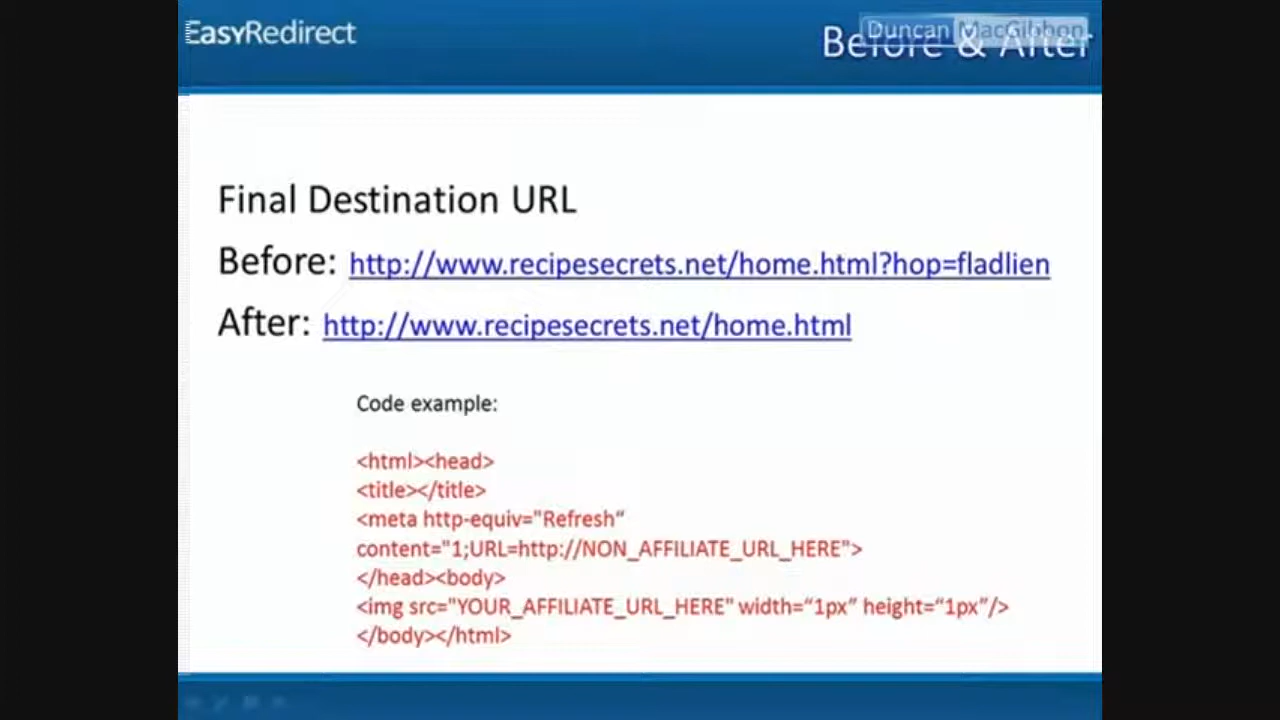 EasyRedirect
Before & After
Duncan MacGibbon
Final Destination URL
Before: http://www.recipesecrets.net/home.html?hop=fladlien
After: http://www.recipesecrets.net/home.html
Code example:
<html><head>
<title></title>
<meta http-equiv="Refresh“
content="1;URL=http://NON_AFFILIATE_URL_HERE">
</head><body>
<img src="YOUR_AFFILIATE_URL_HERE" width=“1px” height=“1px”/>
</body></html>